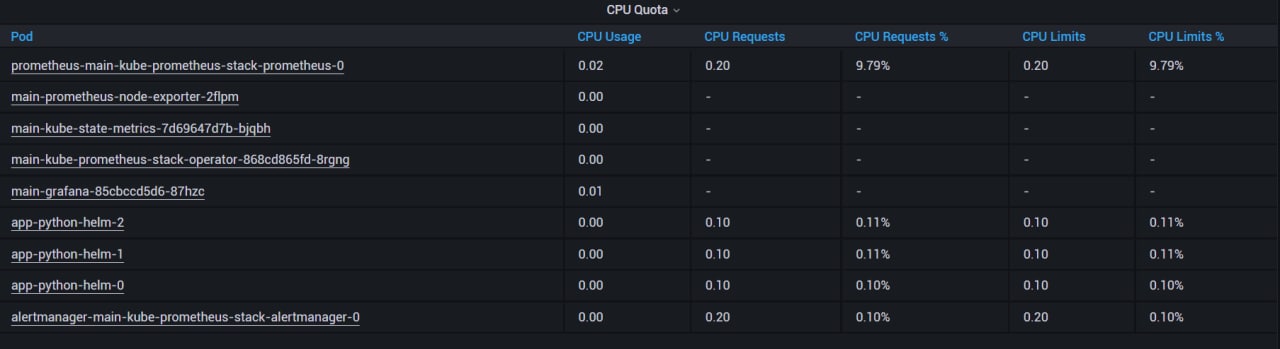 CPU Quota
Pod CPU Usage CPU Requests CPU Requests % CPU Limits CPU Limits %
prometheus-main-kube-prometheus-stack-prometheus-0 0.02 0.20 9.79% 0.20 9.79%
main-prometheus-node-exporter-2flpm 0.00 - - - -
main-kube-state-metrics-7d69647d7b-bjqbh 0.00 - - - -
main-kube-prometheus-stack-operator-868cd865fd-8rgng 0.00 - - - -
main-grafana-85cbccd5d6-87hzc 0.01 - - - -
app-python-helm-2 0.00 0.10 0.11% 0.10 0.11%
app-python-helm-1 0.00 0.10 0.11% 0.10 0.11%
app-python-helm-0 0.00 0.10 0.10% 0.10 0.10%
alertmanager-main-kube-prometheus-stack-alertmanager-0 0.00 0.20 0.10% 0.20 0.10%